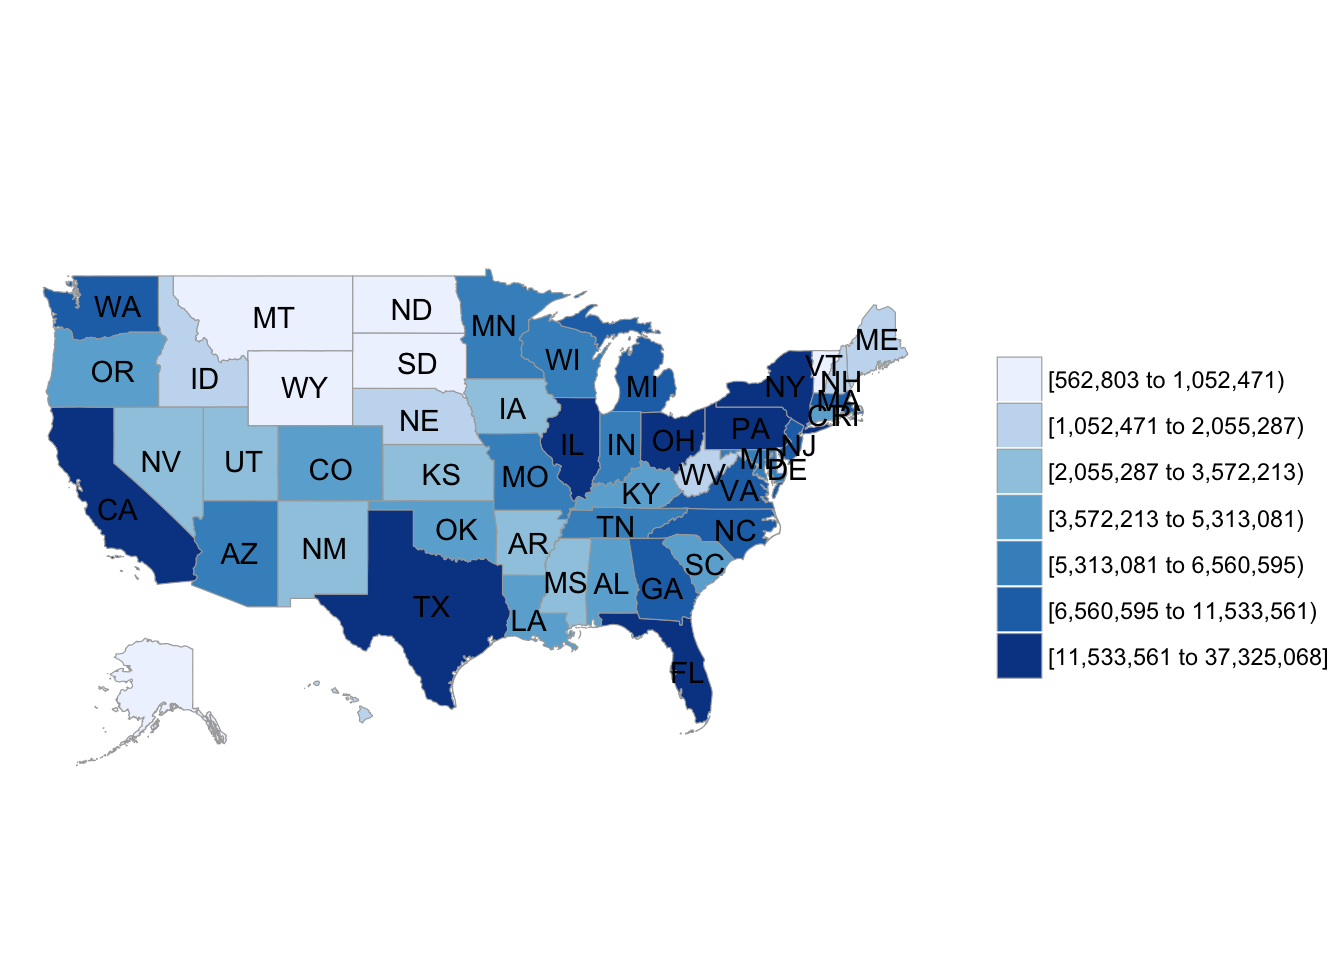 WA
MT
ND
MN
OR
ID
WY
SD
WI
MI
NE
IA
NY
VT
NH
ME
MA
CT
RI
NV
UT
CO
KS
MO
IL
IN
OH
PA
NJ
MD
DE
WV
VA
KY
CA
AZ
NM
OK
AR
TN
NC
SC
TX
LA
MS
AL
GA
FL
[562,803 to 1,052,471)
[1,052,471 to 2,055,287)
[2,055,287 to 3,572,213)
[3,572,213 to 5,313,081)
[5,313,081 to 6,560,595)
[6,560,595 to 11,533,561)
[11,533,561 to 37,325,068]